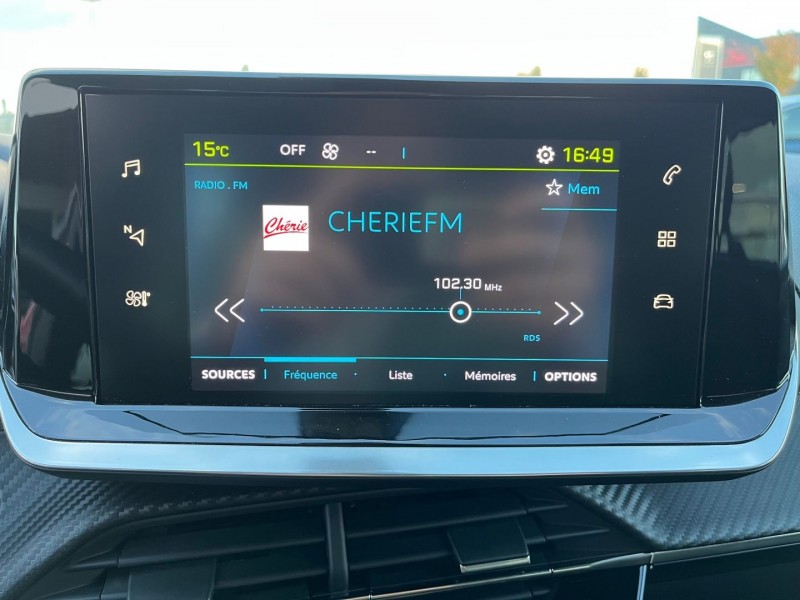 15°C OFF -- 16:49
RADIO . FM
Mem
Chérie
CHERIEFM
N
102.30 MHz
RDS
SOURCES Fréquence Liste Mémoires OPTIONS